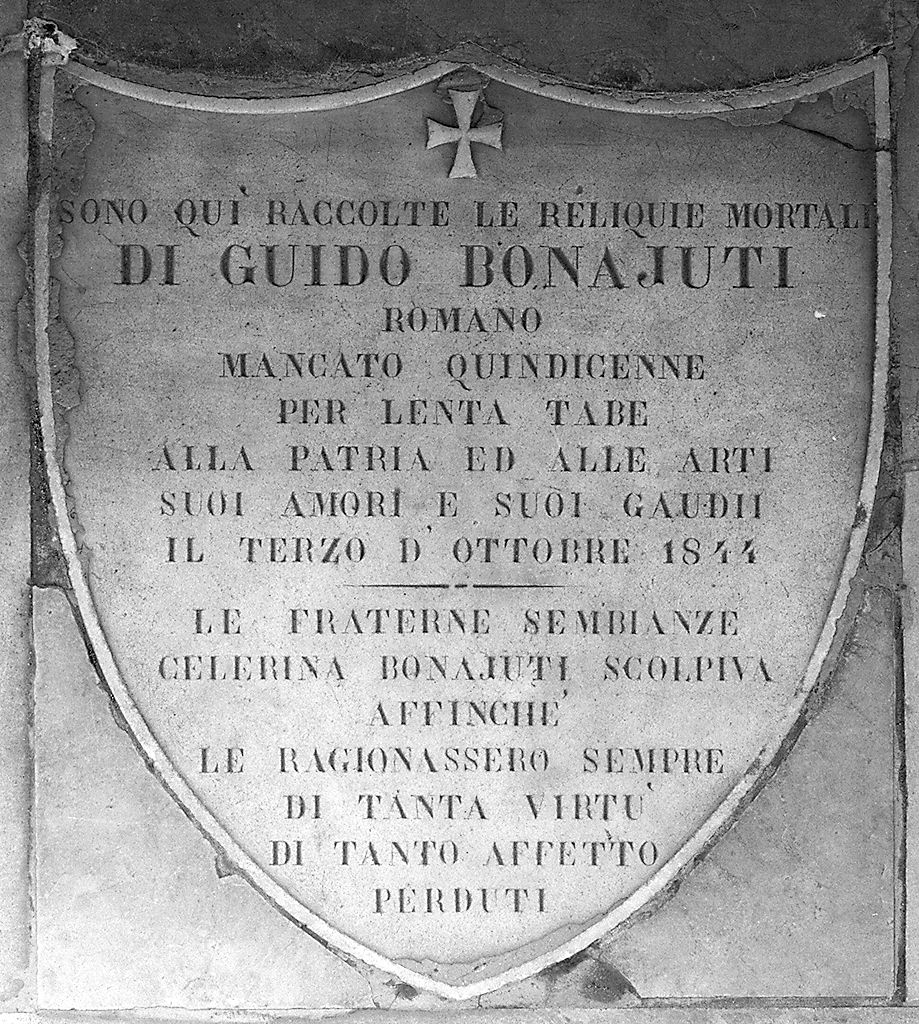 SONO QUÌ RACCOLTE LE RELIQUIE MORTALI
DI GUIDO BONAJUTI
ROMANO
MANCATO QUINDICENNE
PER LENTA TABE
ALLA PATRIA ED ALLE ARTI
SUOI AMORI E SUOI GAUDII
IL TERZO D' OTTOBRE 1844
LE FRATERNE SEMBIANZE
CELERINA BONAJUTI SCOLPIVA
AFFINCHE'
LE RAGIONASSERO SEMPRE
DI TANTA VIRTU'
DI TANTO AFFETTO
PERDUTI